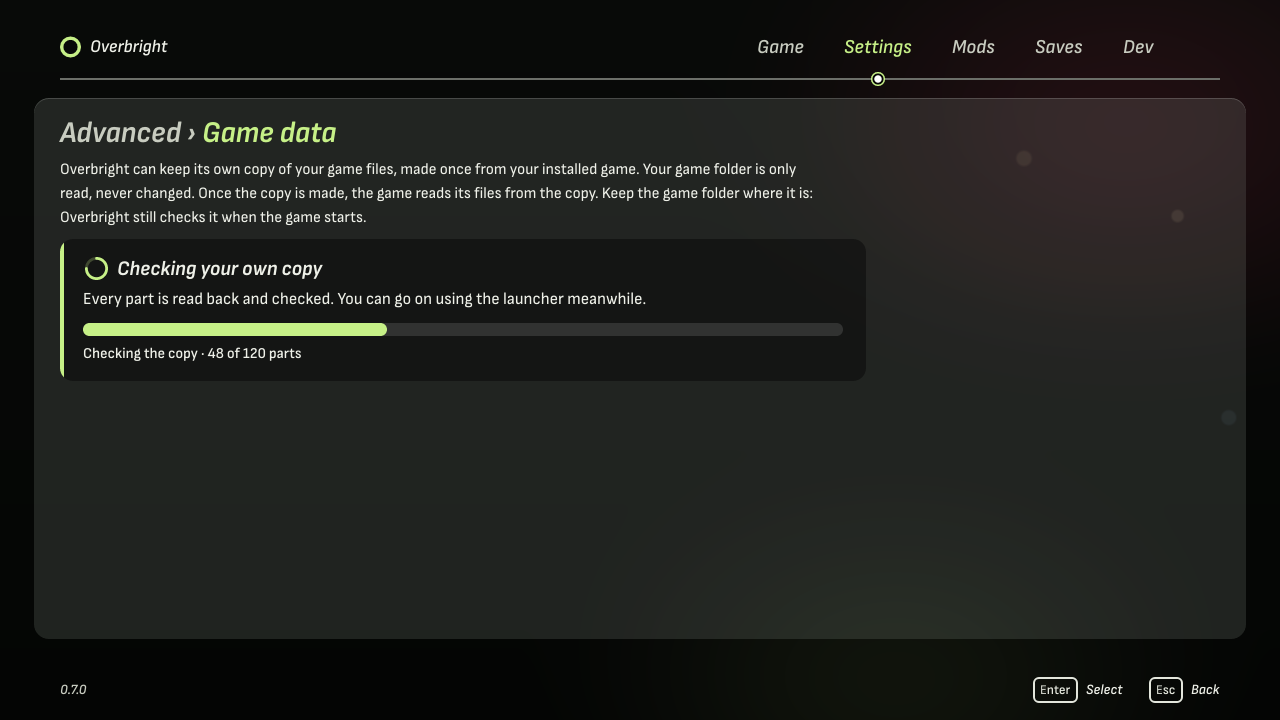 Overbright
Game
Settings
Mods
Saves
Dev
Advanced › Game data
Overbright can keep its own copy of your game files, made once from your installed game. Your game folder is only
read, never changed. Once the copy is made, the game reads its files from the copy. Keep the game folder where it is:
Overbright still checks it when the game starts.
Checking your own copy
Every part is read back and checked. You can go on using the launcher meanwhile.
Checking the copy · 48 of 120 parts
0.7.0
Enter Select
Esc Back